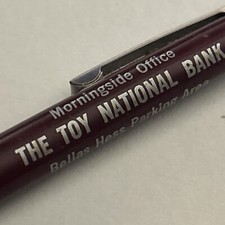 Morningside Office
THE TOY NATIONAL BANK
Bellas Hess Parking Area